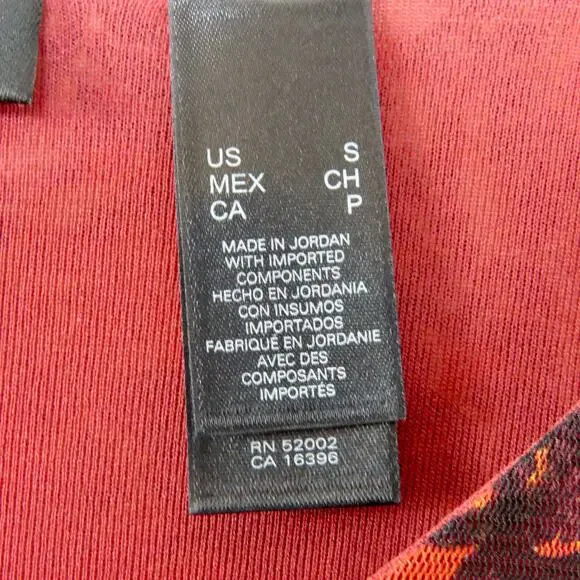 US S
MEX CH
CA P
MADE IN JORDAN
WITH IMPORTED
COMPONENTS
HECHO EN JORDANIA
CON INSUMOS
IMPORTADOS
FABRIQUÉ EN JORDANIE
AVEC DES
COMPOSANTS
IMPORTÉS
RN 52002
CA 16396